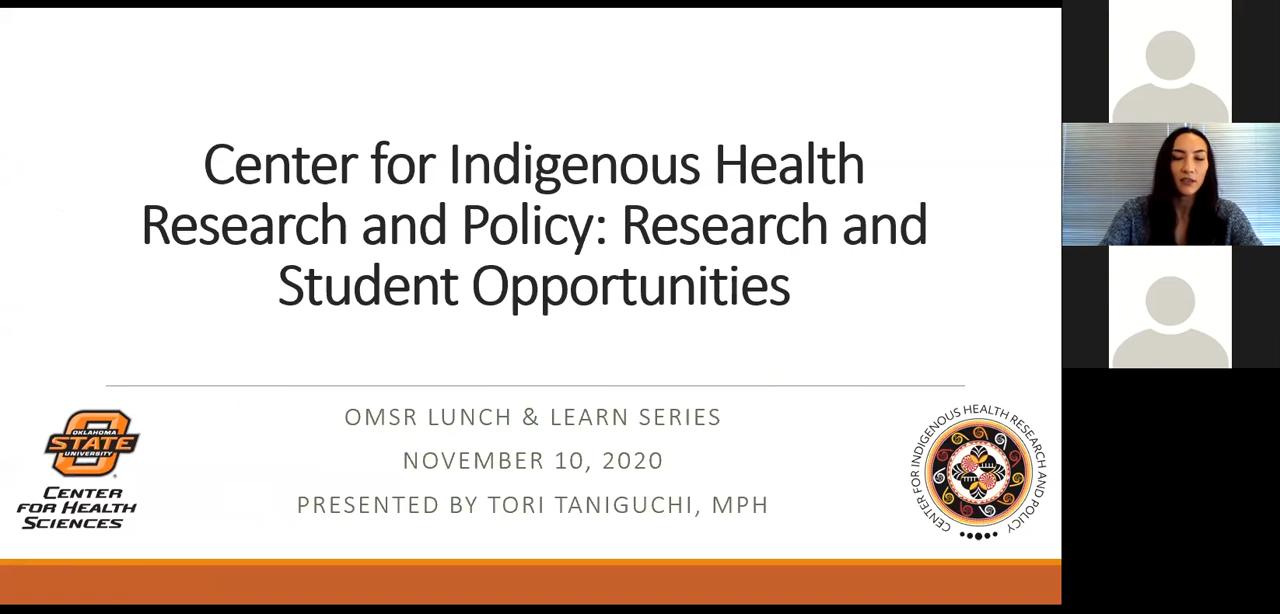 Center for Indigenous Health
Research and Policy: Research and
Student Opportunities
OMSR LUNCH & LEARN SERIES
NOVEMBER 10, 2020
PRESENTED BY TORI TANIGUCHI, MPH
OKLAHOMA
STATE
UNIVERSITY
CENTER
FOR HEALTH
SCIENCES
CENTER FOR INDIGENOUS HEALTH RESEARCH AND POLICY